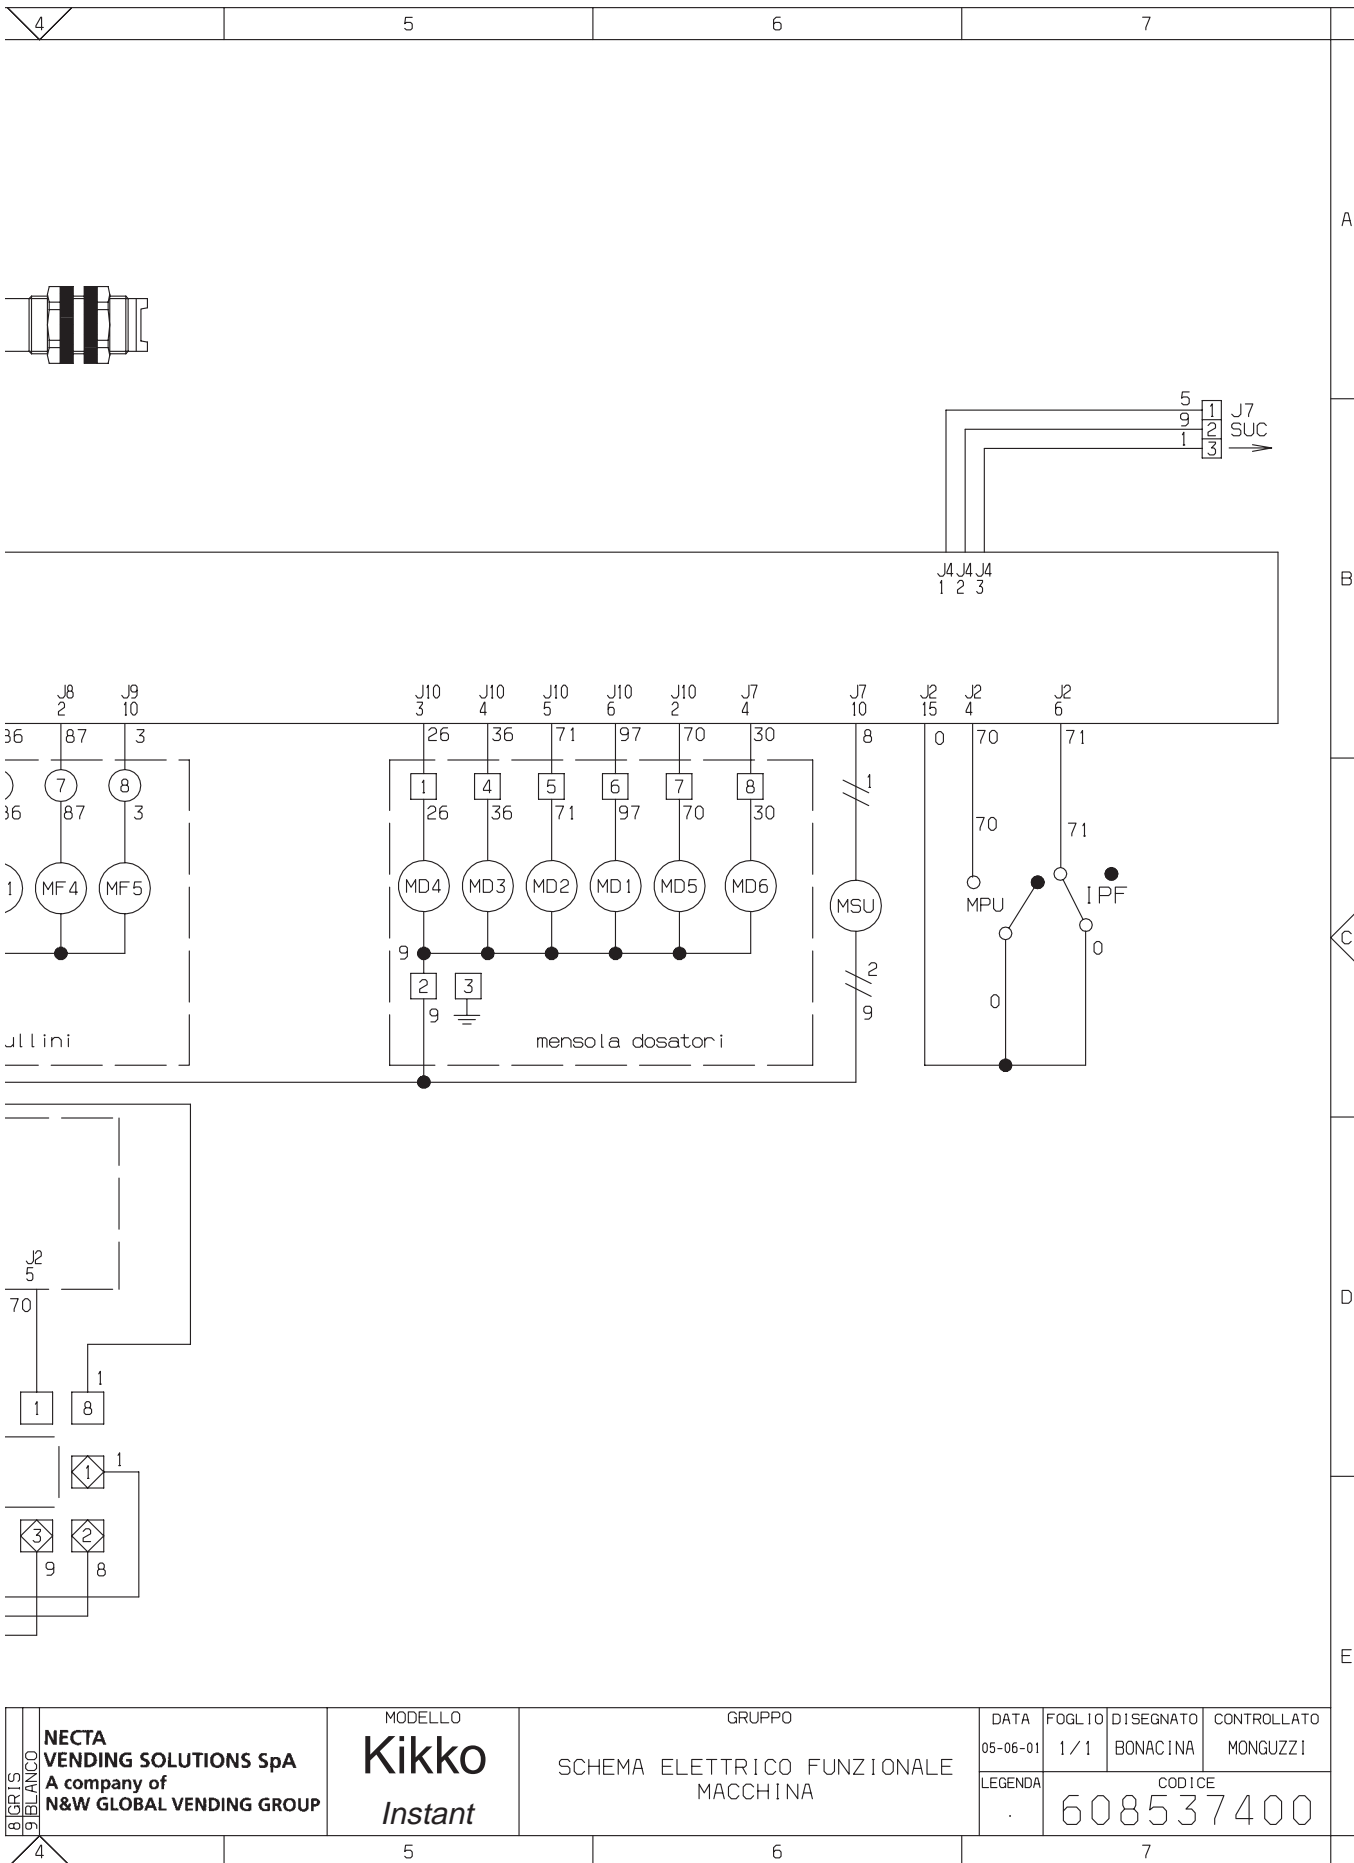 4 5 6 7
A
5 1 J7
9 2 SUC
1 3
J4 J4 J4
1 2 3
B
J8 J9 J10 J10 J10 J10 J10 J7 J7 J2 J2 J2
2 10 3 4 5 6 2 4 10 15 4 6
87 3 26 36 71 97 70 30 8 0 70 71
7 8 1 4 5 6 7 8 1
87 3 26 36 71 97 70 30 70 71
1 MF4 MF5 MD4 MD3 MD2 MD1 MD5 MD6 MSU MPU IPF
9 0 C
2 3 2
9 9 0
ullini mensola dosatori
J2
5
70
D
1
1 8
1 1
3 2
9 8
E
8 GRIS
9 BLANCO
NECTA
VENDING SOLUTIONS SpA
A company of
N&W GLOBAL VENDING GROUP
MODELLO
Kikko
Instant
GRUPPO
SCHEMA ELETTRICO FUNZIONALE
MACCHINA
DATA FOGLIO DISEGNATO CONTROLLATO
05-06-01 1/1 BONACINA MONGUZZI
LEGENDA CODICE
. 608537400
4 5 6 7